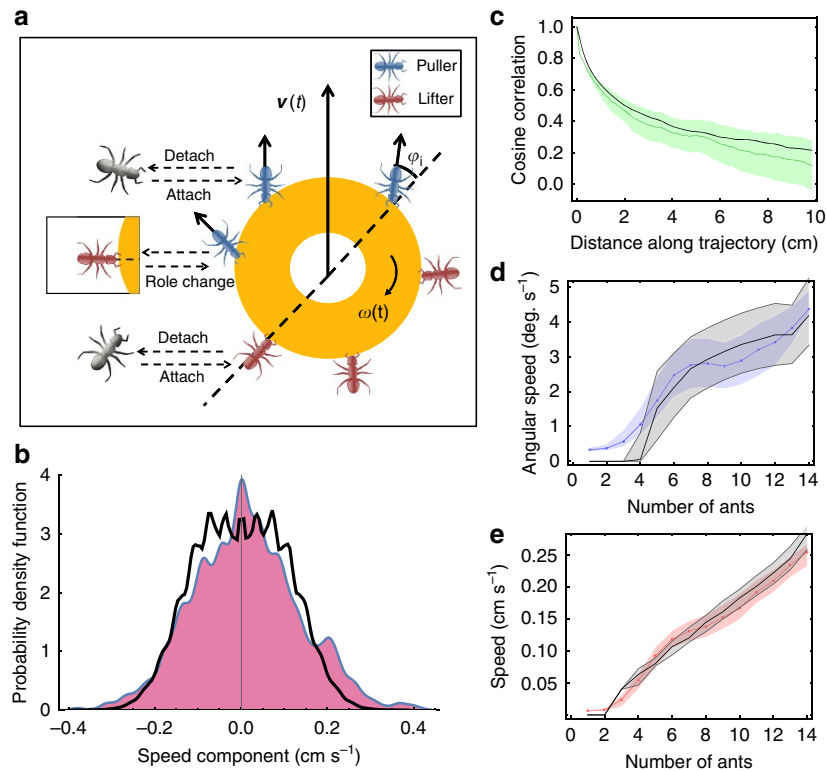 a
Puller
Lifter
v(t)
φi
Detach
Attach
Role change
ω(t)
Detach
Attach
b
Probability density function
4
3
2
1
0
−0.4 −0.2 0.0 0.2 0.4
Speed component (cm s−1)
c
Cosine correlation
1.0
0.8
0.6
0.4
0.2
0.0
0 2 4 6 8 10
Distance along trajectory (cm)
d
Angular speed (deg. s−1)
5
4
3
2
1
0
0 2 4 6 8 10 12 14
Number of ants
e
Speed (cm s−1)
0.25
0.20
0.15
0.10
0.05
0 2 4 6 8 10 12 14
Number of ants